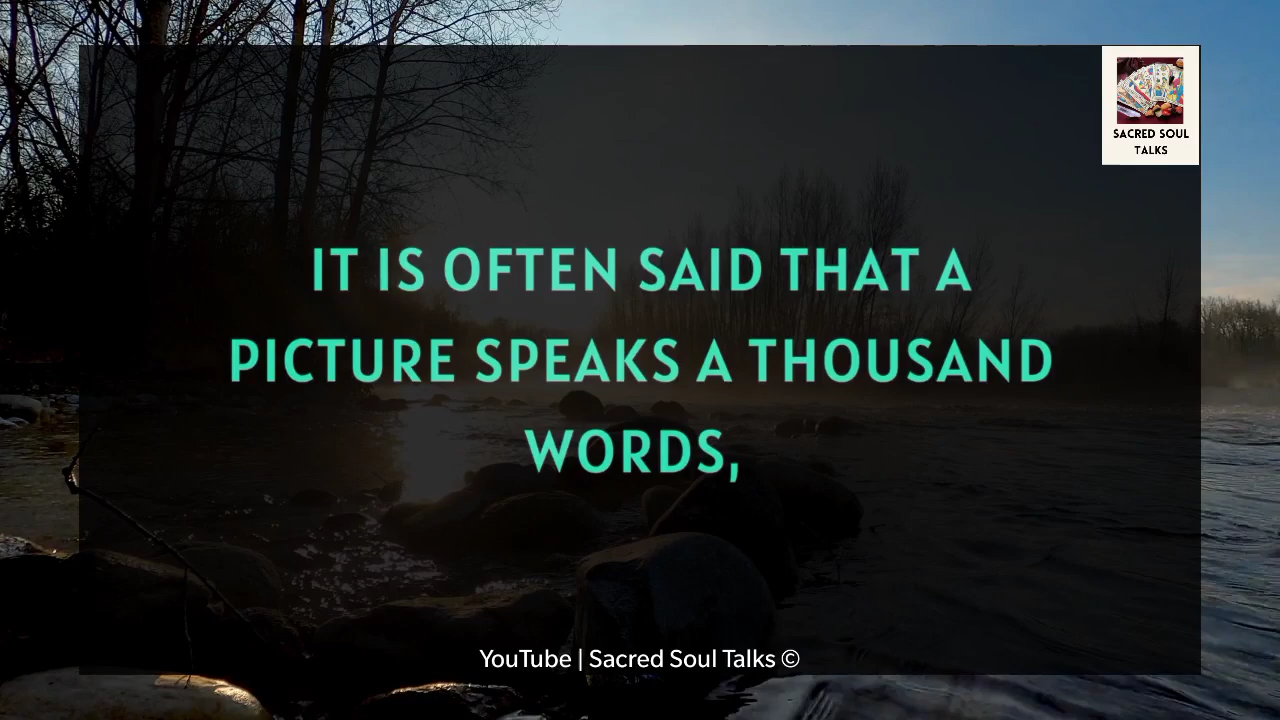 SACRED SOUL
TALKS
IT IS OFTEN SAID THAT A
PICTURE SPEAKS A THOUSAND
WORDS,
YouTube | Sacred Soul Talks ©